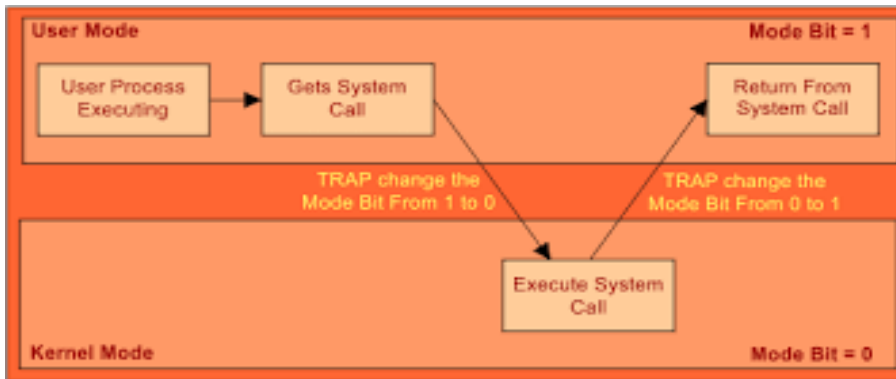 User Mode
Mode Bit = 1
User Process
Executing
Gets System
Call
Return From
System Call
TRAP change the
Mode Bit From 1 to 0
TRAP change the
Mode Bit From 0 to 1
Execute System
Call
Kernel Mode
Mode Bit = 0